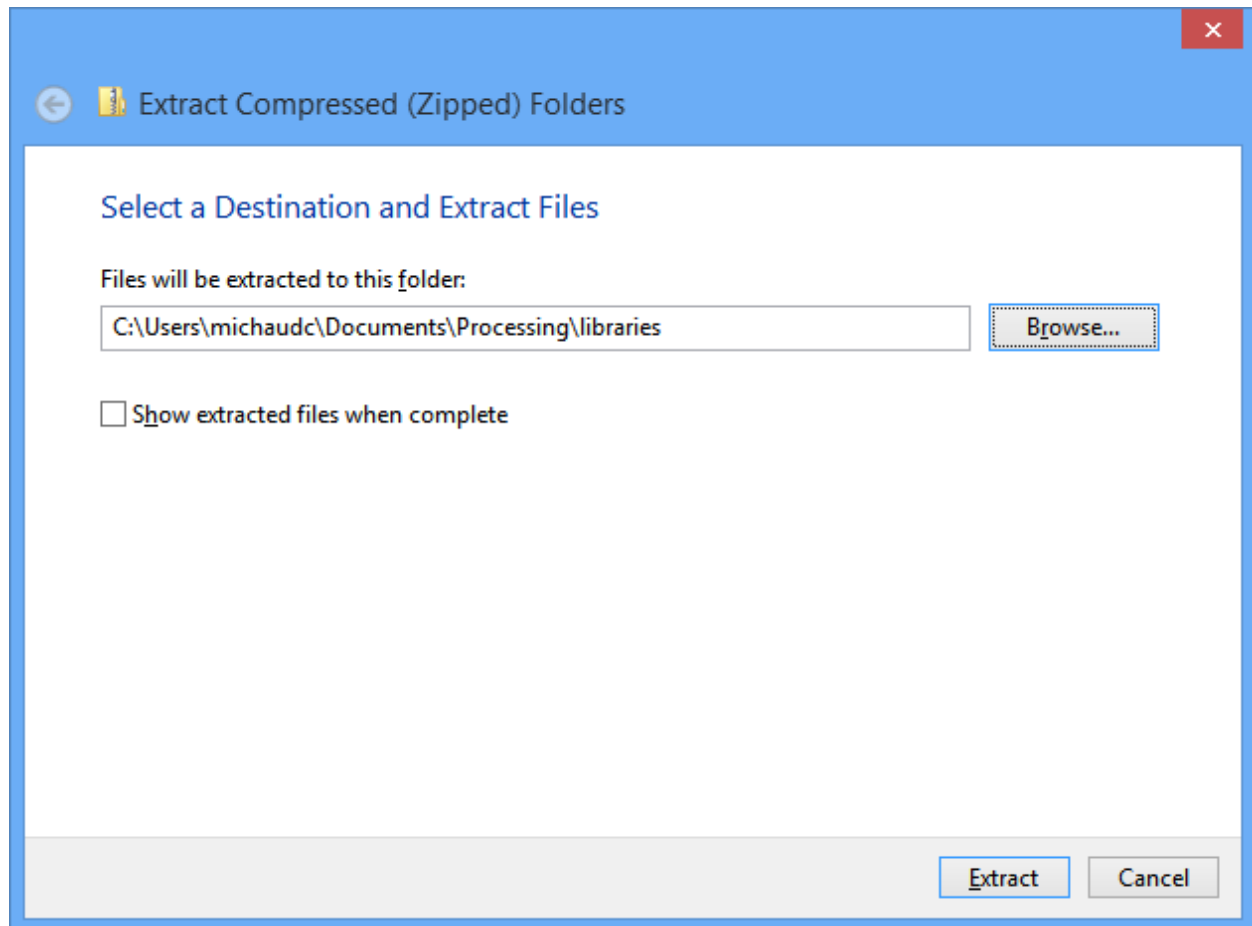 Extract Compressed (Zipped) Folders
Select a Destination and Extract Files
Files will be extracted to this folder:
C:\Users\michaudc\Documents\Processing\libraries Browse...
Show extracted files when complete
Extract Cancel